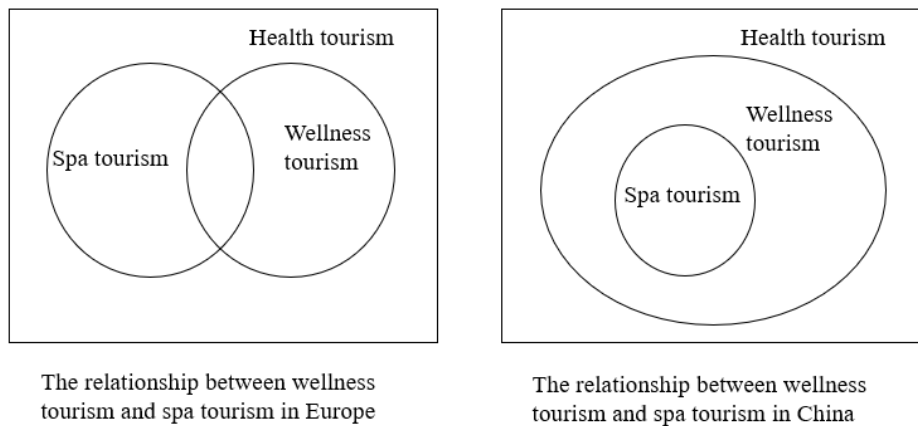 Health tourism
Spa tourism
Wellness
tourism
The relationship between wellness
tourism and spa tourism in Europe
Health tourism
Wellness
tourism
Spa tourism
The relationship between wellness
tourism and spa tourism in China